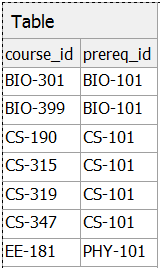 Table
course_id prereq_id
BIO-301 BIO-101
BIO-399 BIO-101
CS-190 CS-101
CS-315 CS-101
CS-319 CS-101
CS-347 CS-101
EE-181 PHY-101